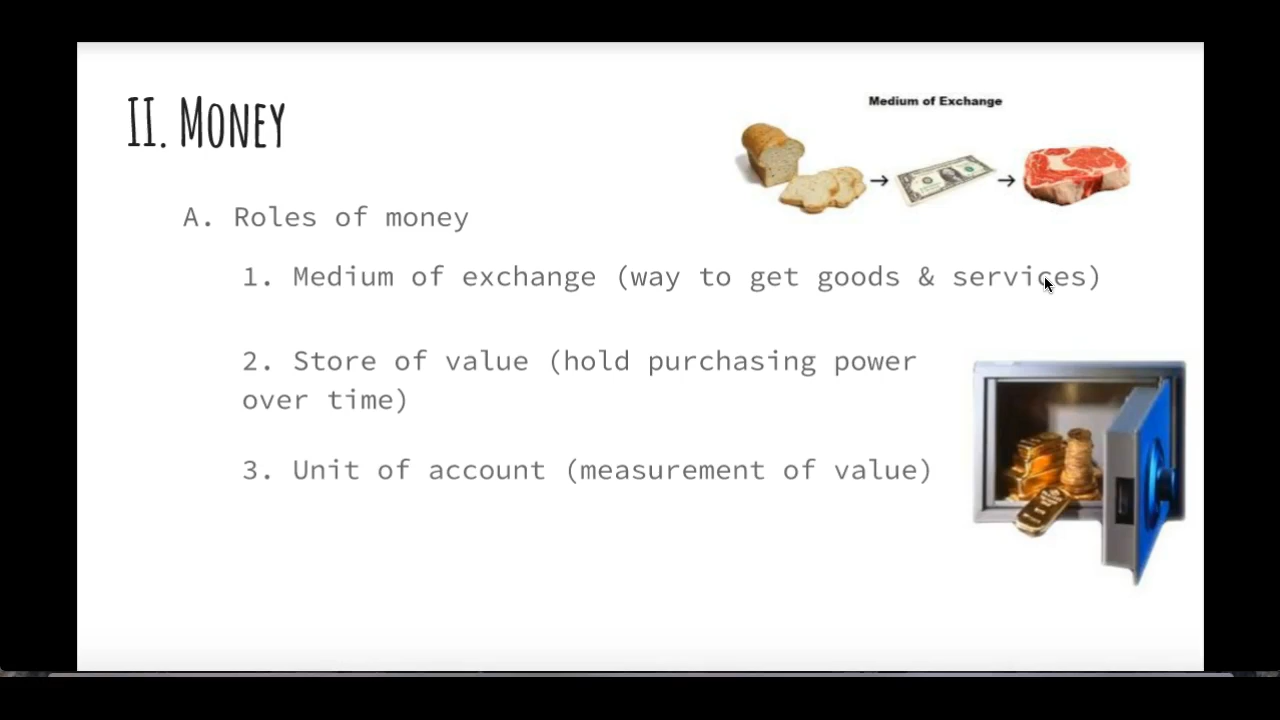 II. Money
Medium of Exchange
A. Roles of money
1. Medium of exchange (way to get goods & services)
2. Store of value (hold purchasing power
over time)
3. Unit of account (measurement of value)